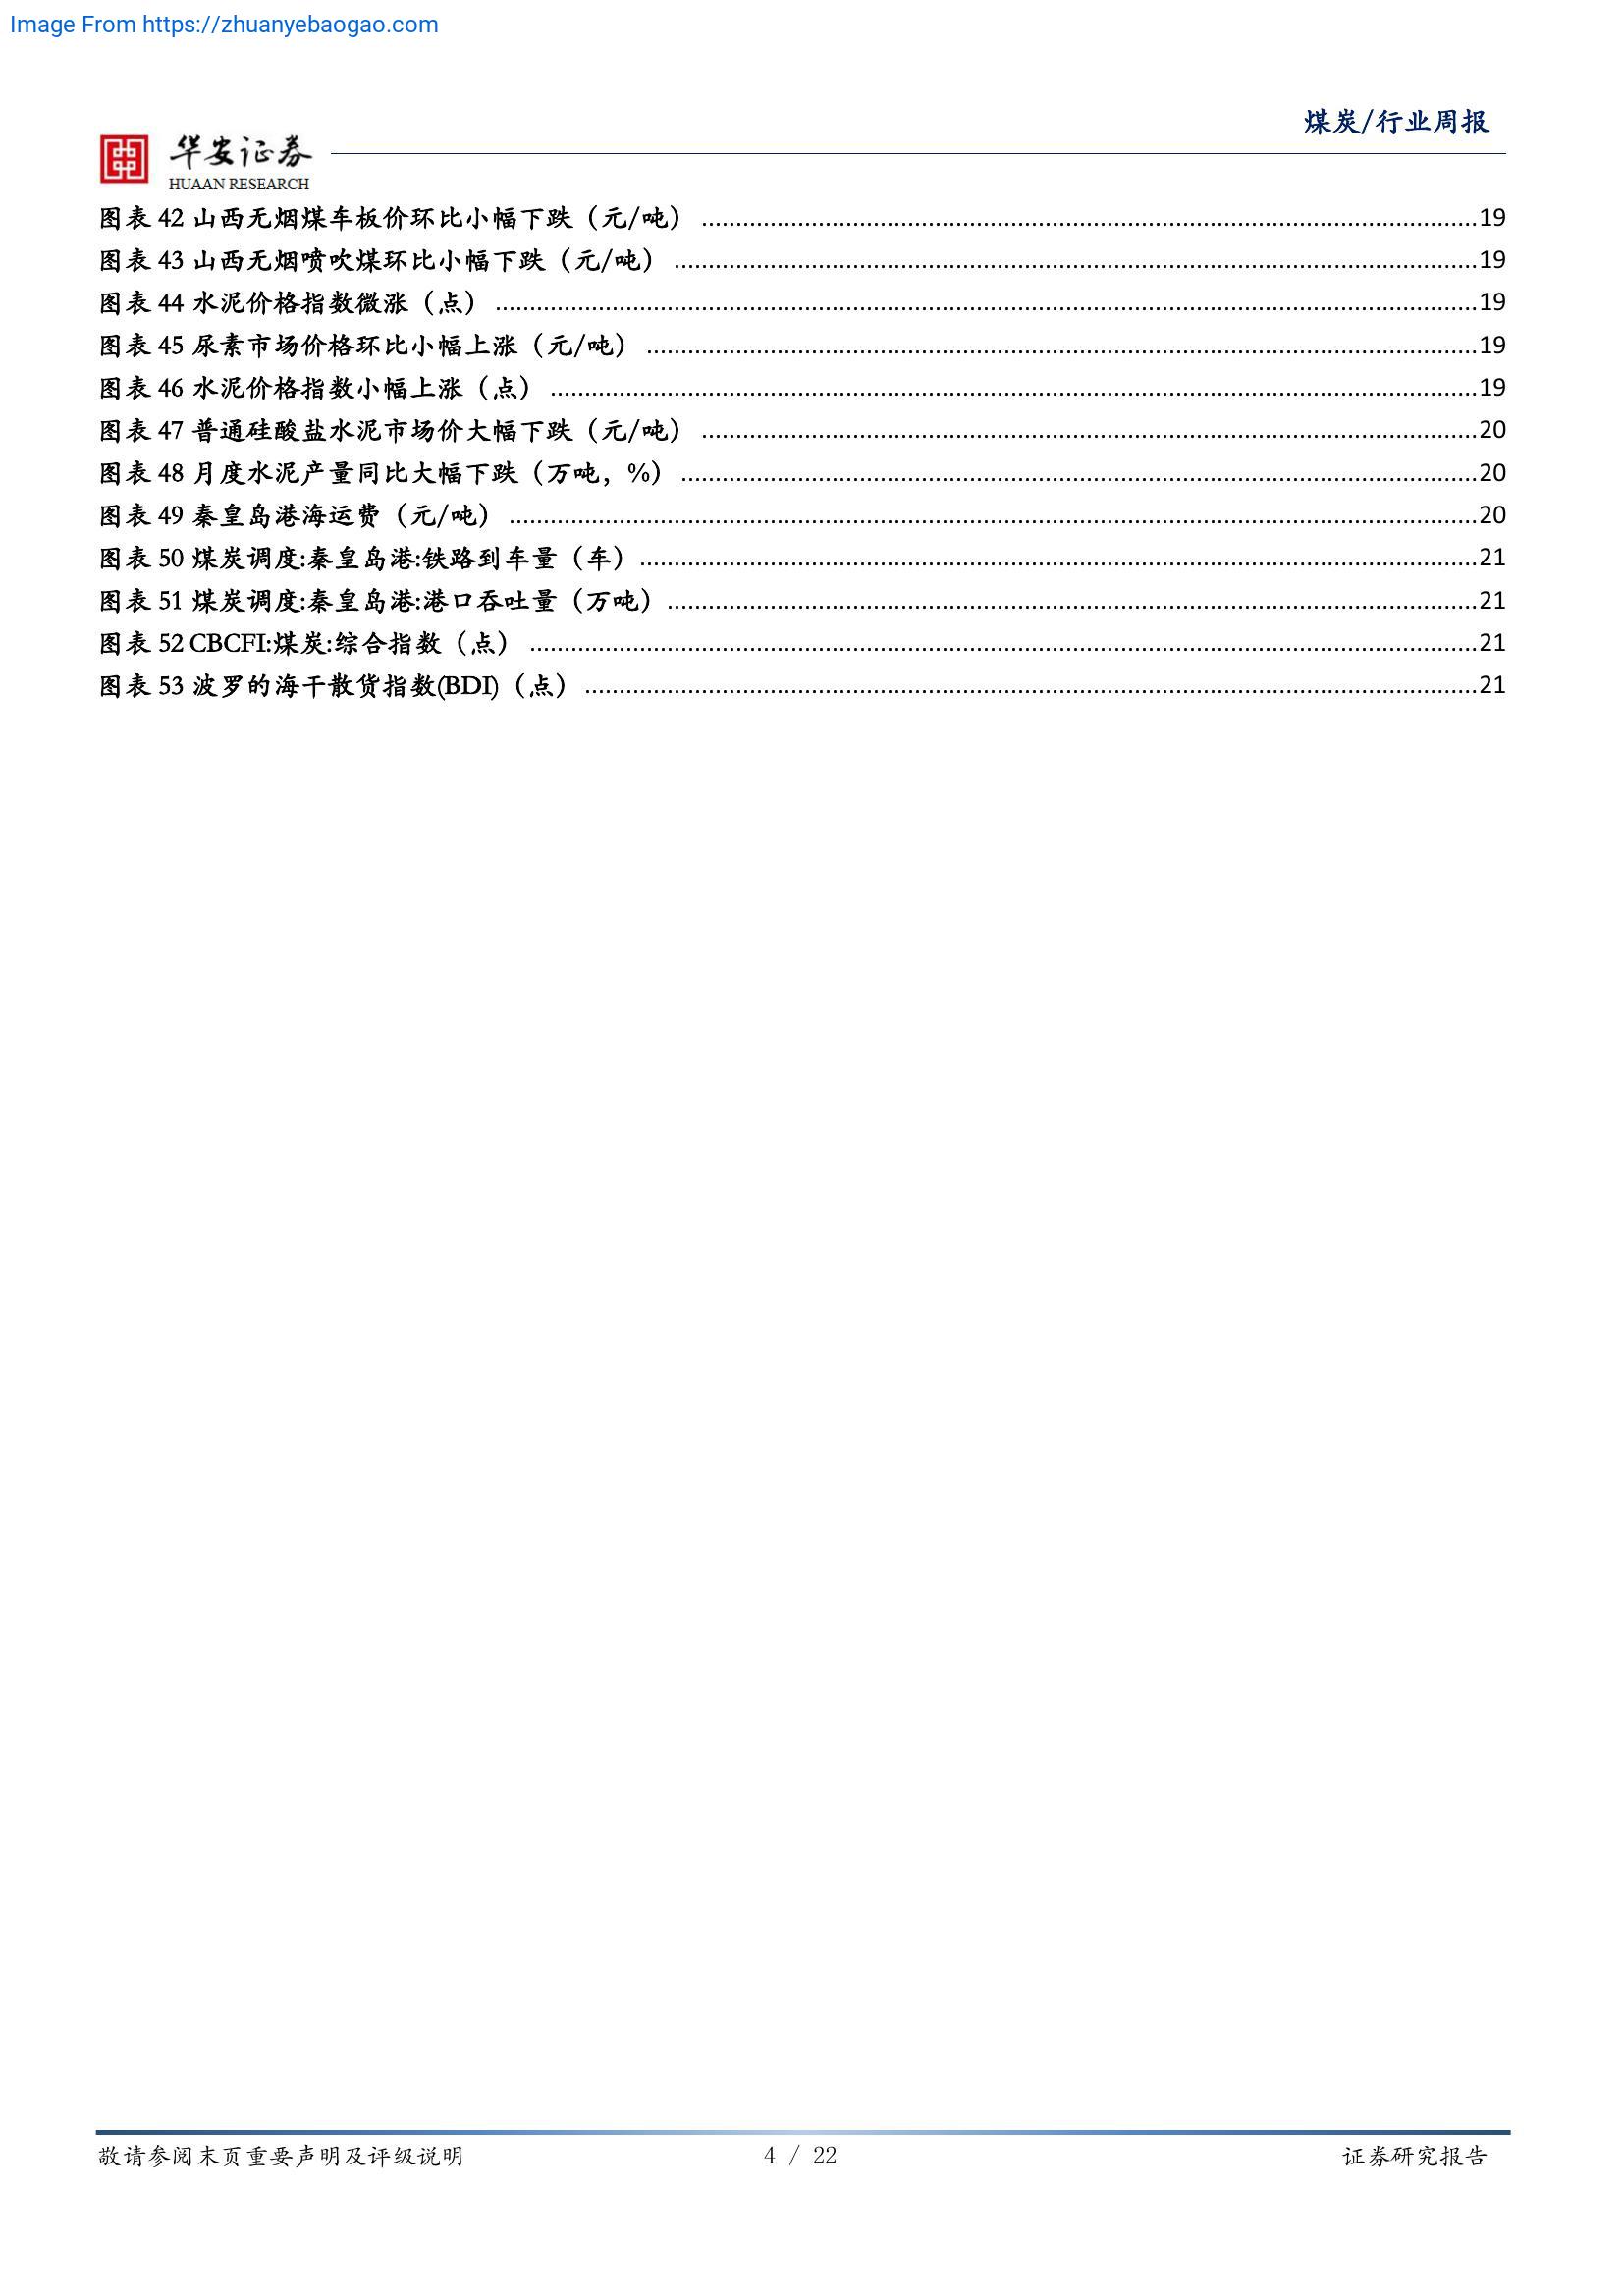 Image From https://zhuanyebaogao.com
煤炭/行业周报
华安证券
HUAAN RESEARCH
图表 42 山西无烟煤车板价环比小幅下跌（元/吨） 19
图表 43 山西无烟喷吹煤环比小幅下跌（元/吨） 19
图表 44 水泥价格指数微涨（点） 19
图表 45 尿素市场价格环比小幅上涨（元/吨） 19
图表 46 水泥价格指数小幅上涨（点） 19
图表 47 普通硅酸盐水泥市场价大幅下跌（元/吨） 20
图表 48 月度水泥产量同比大幅下跌（万吨，%） 20
图表 49 秦皇岛港海运费（元/吨） 20
图表 50 煤炭调度:秦皇岛港:铁路到车量（车） 21
图表 51 煤炭调度:秦皇岛港:港口吞吐量（万吨） 21
图表 52 CBCFI:煤炭:综合指数（点） 21
图表 53 波罗的海干散货指数(BDI)（点） 21
敬请参阅末页重要声明及评级说明 4 / 22 证券研究报告